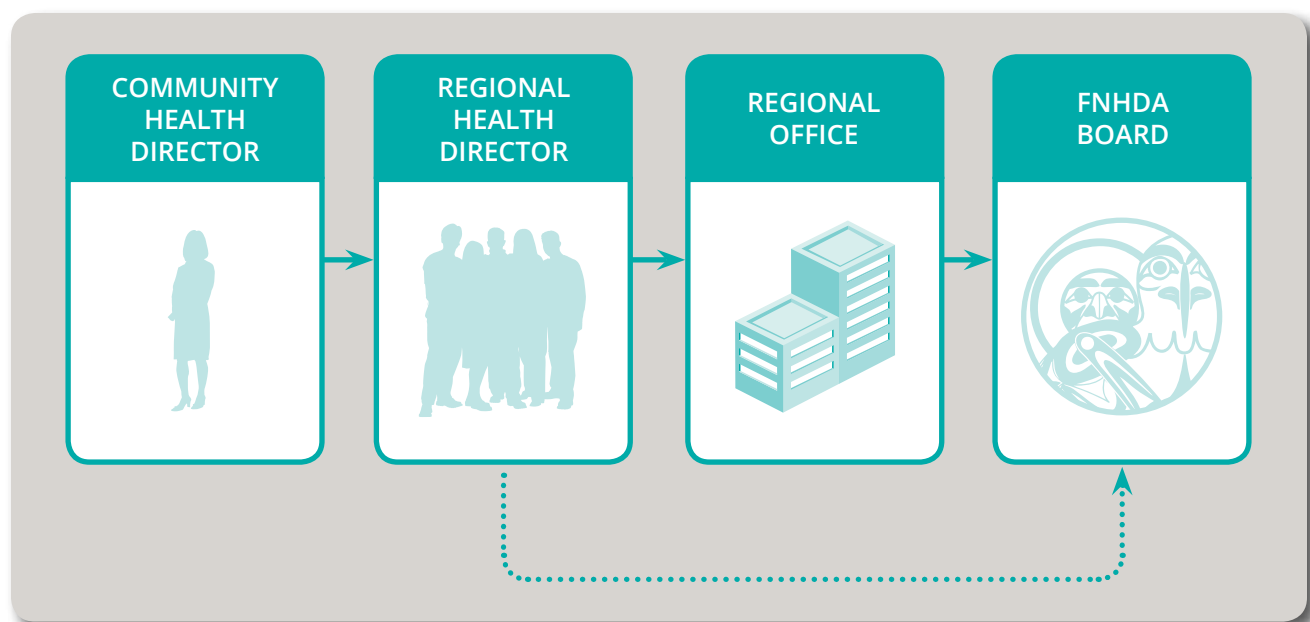 COMMUNITY
HEALTH
DIRECTOR
REGIONAL
HEALTH
DIRECTOR
REGIONAL
OFFICE
FNHDA
BOARD